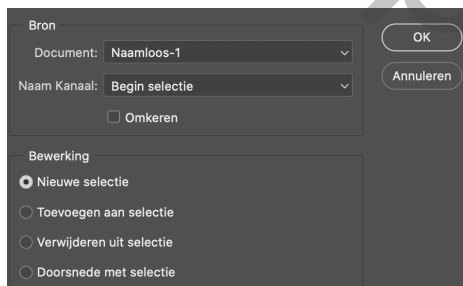 Bron
Document: Naamloos-1
Naam Kanaal: Begin selectie
Omkeren
Bewerking
Nieuwe selectie
Toevoegen aan selectie
Verwijderen uit selectie
Doorsnede met selectie
OK
Annuleren